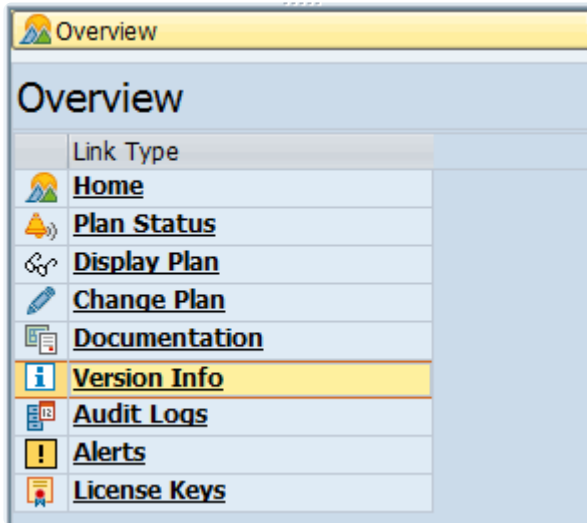 Overview
Overview
Link Type
Home
Plan Status
Display Plan
Change Plan
Documentation
Version Info
Audit Logs
Alerts
License Keys